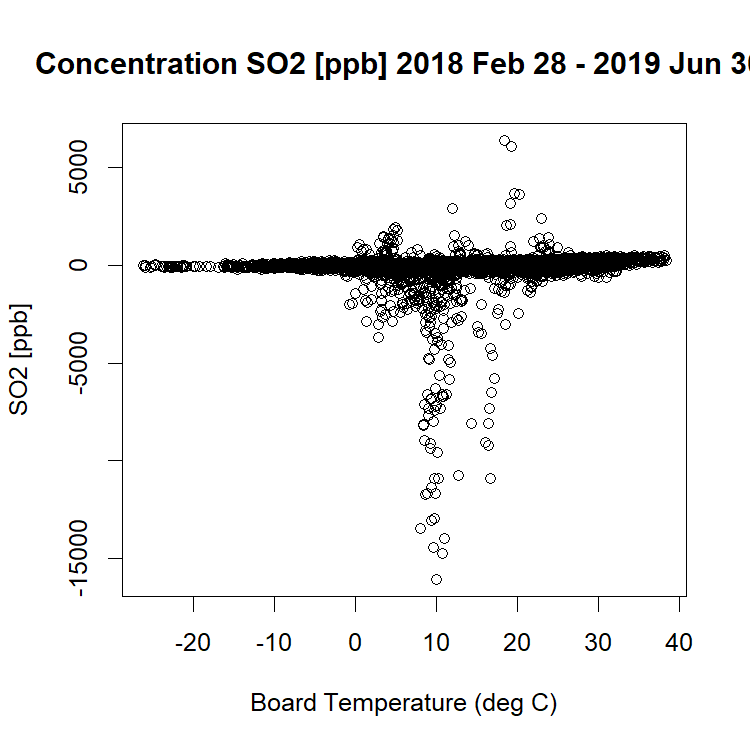 Concentration SO2 [ppb] 2018 Feb 28 - 2019 Jun 30
5000
0
-5000
-15000
SO2 [ppb]
-20 -10 0 10 20 30 40
Board Temperature (deg C)